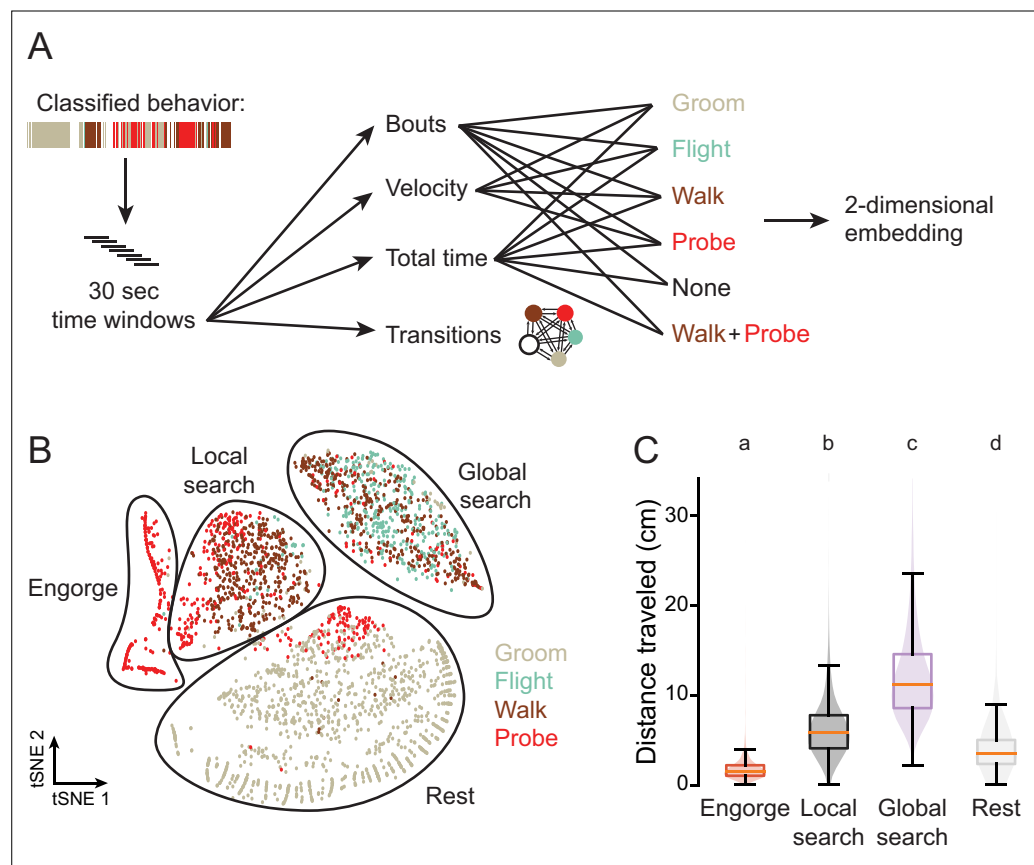 A
Classified behavior:
30 sec
time windows
Bouts
Velocity
Total time
Transitions
Groom
Flight
Walk
Probe
None
Walk + Probe
2-dimensional
embedding
B
Engorge
Local
search
Global
search
Groom
Flight
Walk
Probe
Rest
tSNE 2
tSNE 1
C
a b c d
Distance traveled (cm)
30
20
10
0
Engorge Local search Global search Rest